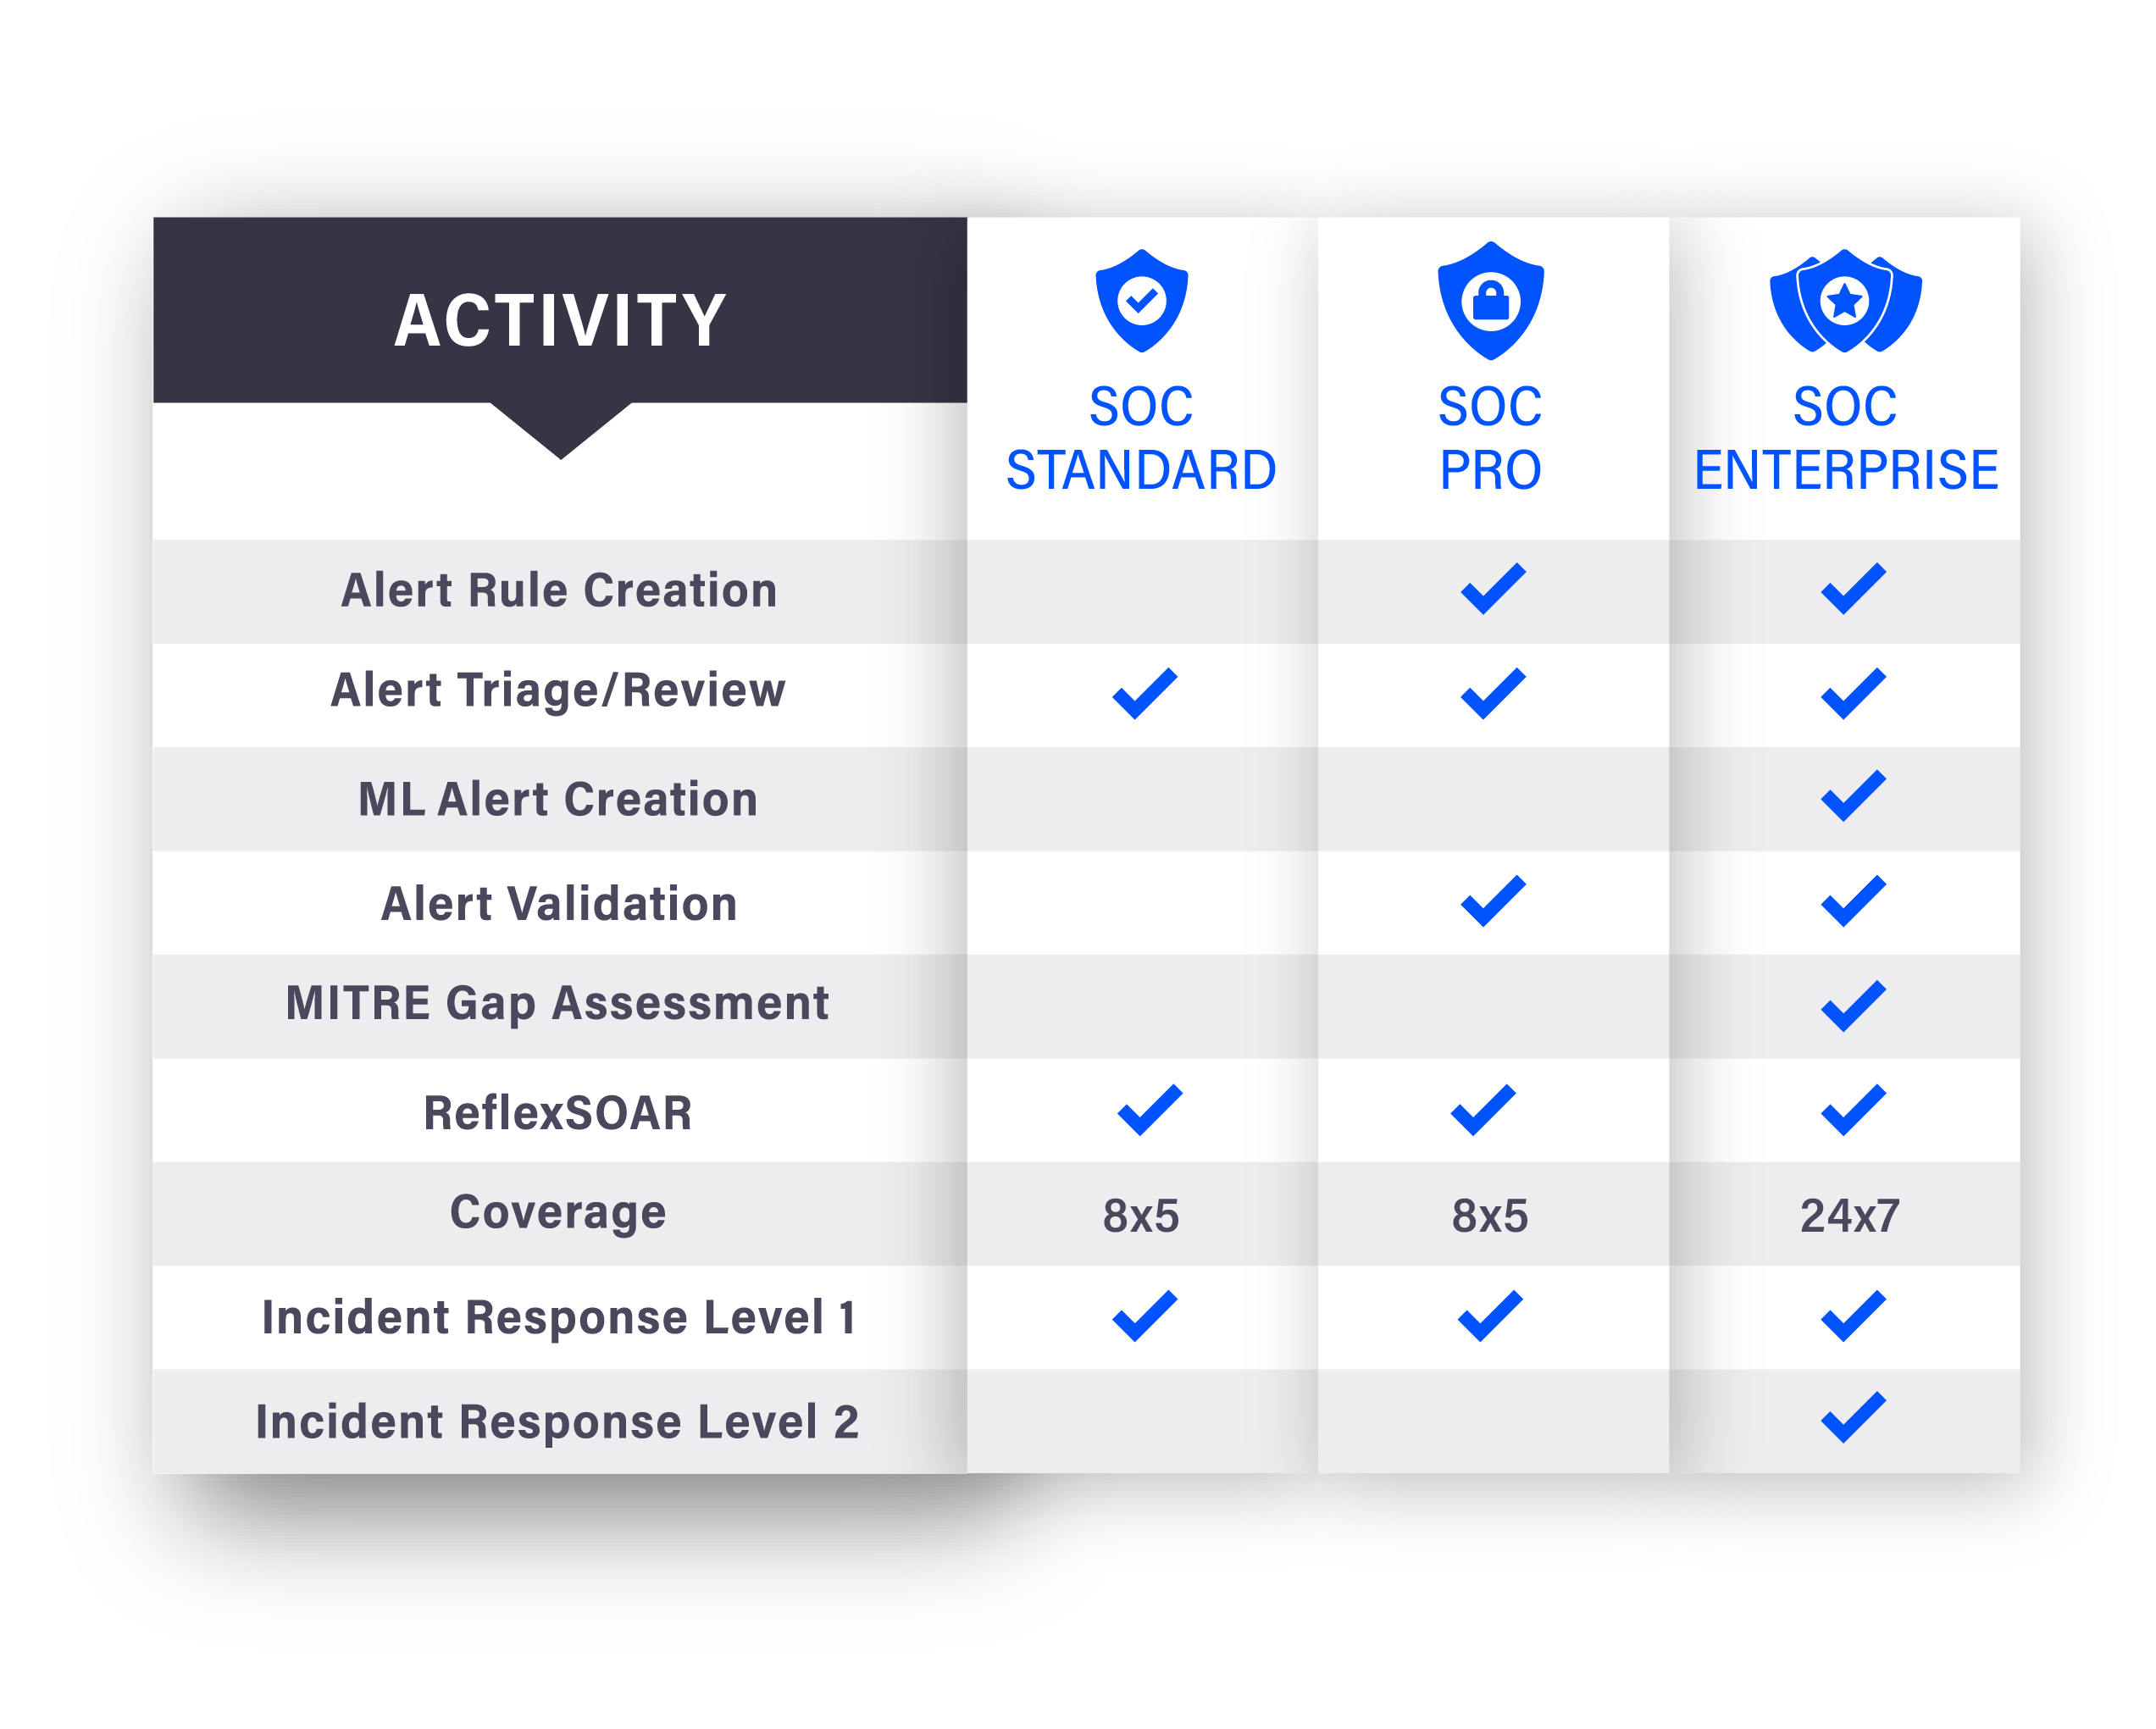 ACTIVITY
SOC
STANDARD
SOC
PRO
SOC
ENTERPRISE
Alert Rule Creation
Alert Triage/Review
ML Alert Creation
Alert Validation
MITRE Gap Assessment
ReflexSOAR
Coverage 8x5 8x5 24x7
Incident Response Level 1
Incident Response Level 2